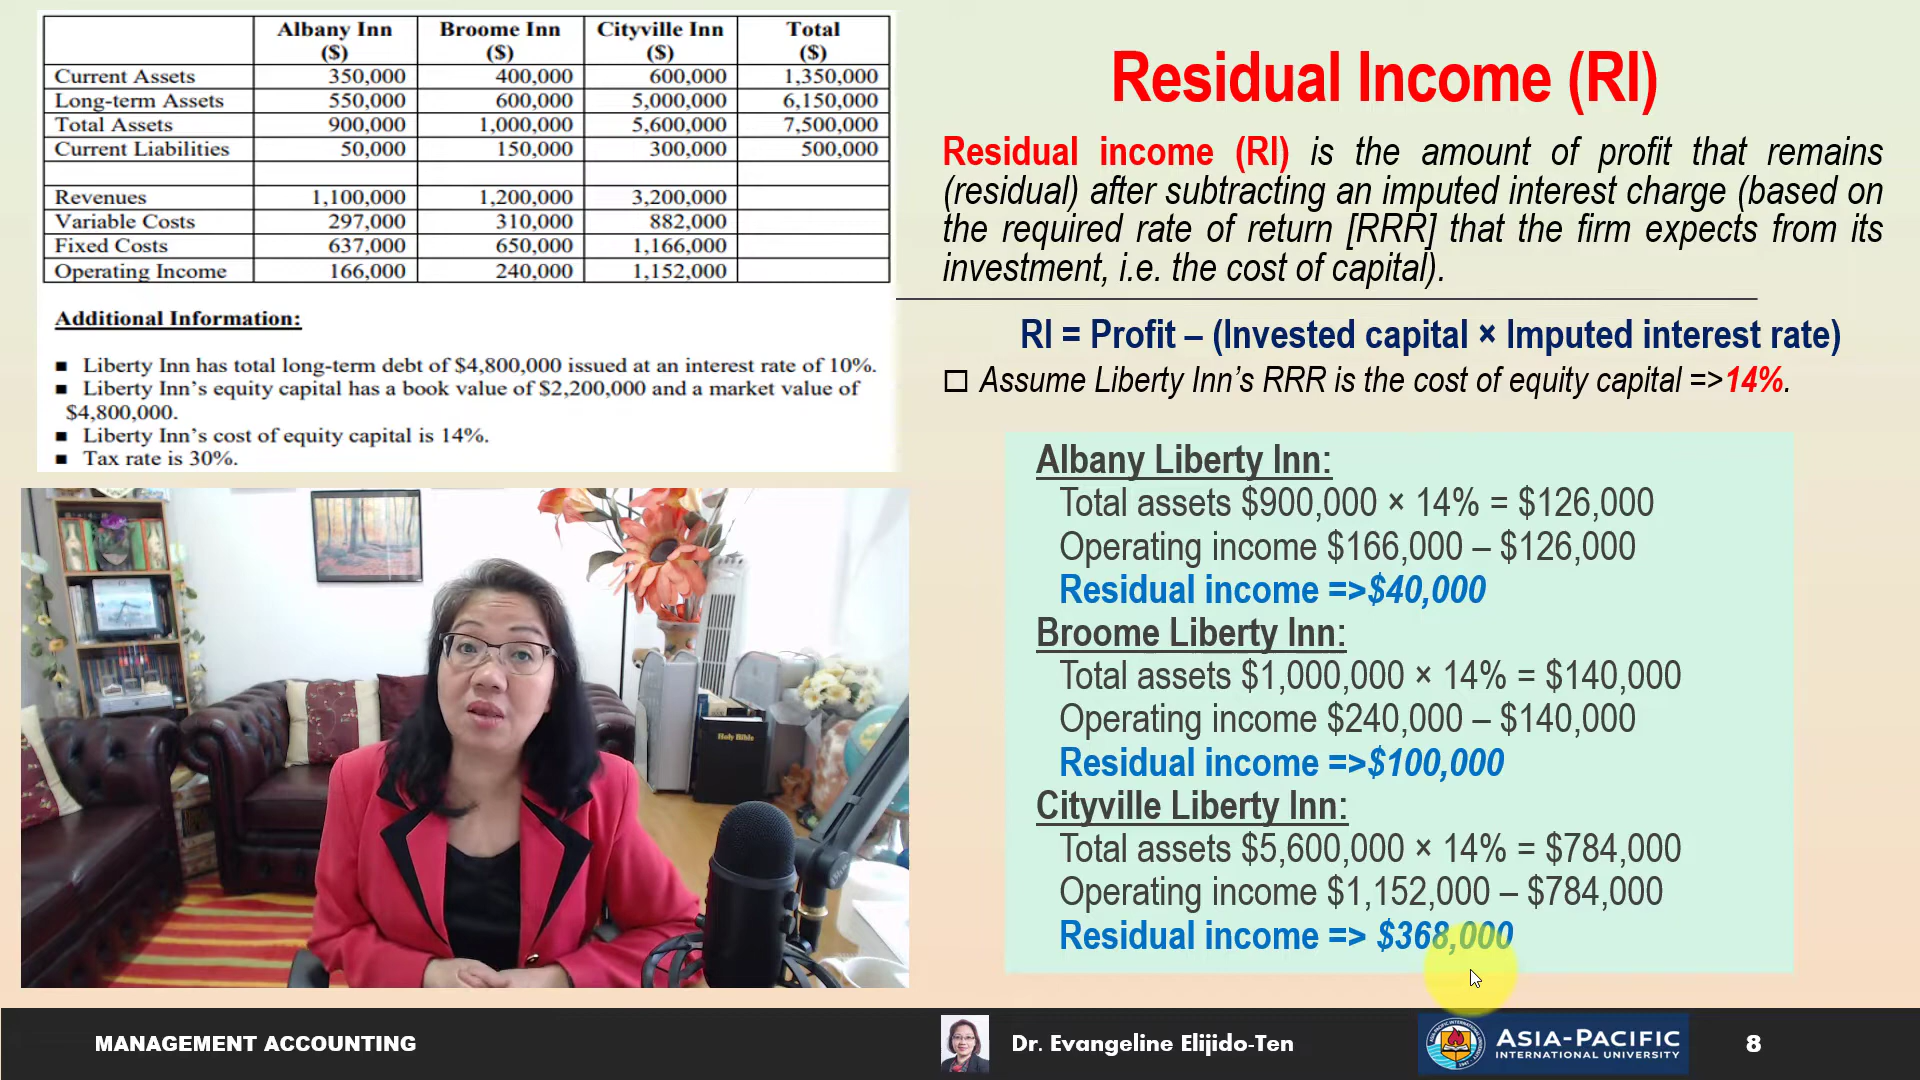 Albany Inn ($) Broome Inn ($) Cityville Inn ($) Total ($)
Current Assets 350,000 400,000 600,000 1,350,000
Long-term Assets 550,000 600,000 5,000,000 6,150,000
Total Assets 900,000 1,000,000 5,600,000 7,500,000
Current Liabilities 50,000 150,000 300,000 500,000
Revenues 1,100,000 1,200,000 3,200,000
Variable Costs 297,000 310,000 882,000
Fixed Costs 637,000 650,000 1,166,000
Operating Income 166,000 240,000 1,152,000
Additional Information:
■ Liberty Inn has total long-term debt of $4,800,000 issued at an interest rate of 10%.
■ Liberty Inn's equity capital has a book value of $2,200,000 and a market value of
$4,800,000.
■ Liberty Inn's cost of equity capital is 14%.
■ Tax rate is 30%.
Residual Income (RI)
Residual income (RI) is the amount of profit that remains
(residual) after subtracting an imputed interest charge (based on
the required rate of return [RRR] that the firm expects from its
investment, i.e. the cost of capital).
RI = Profit – (Invested capital × Imputed interest rate)
□ Assume Liberty Inn's RRR is the cost of equity capital =>14%.
Albany Liberty Inn:
Total assets $900,000 × 14% = $126,000
Operating income $166,000 – $126,000
Residual income =>$40,000
Broome Liberty Inn:
Total assets $1,000,000 × 14% = $140,000
Operating income $240,000 – $140,000
Residual income =>$100,000
Cityville Liberty Inn:
Total assets $5,600,000 × 14% = $784,000
Operating income $1,152,000 – $784,000
Residual income => $368,000
Holy Bible
MANAGEMENT ACCOUNTING
Dr. Evangeline Elijido-Ten
ASIA-PACIFIC
INTERNATIONAL UNIVERSITY
8